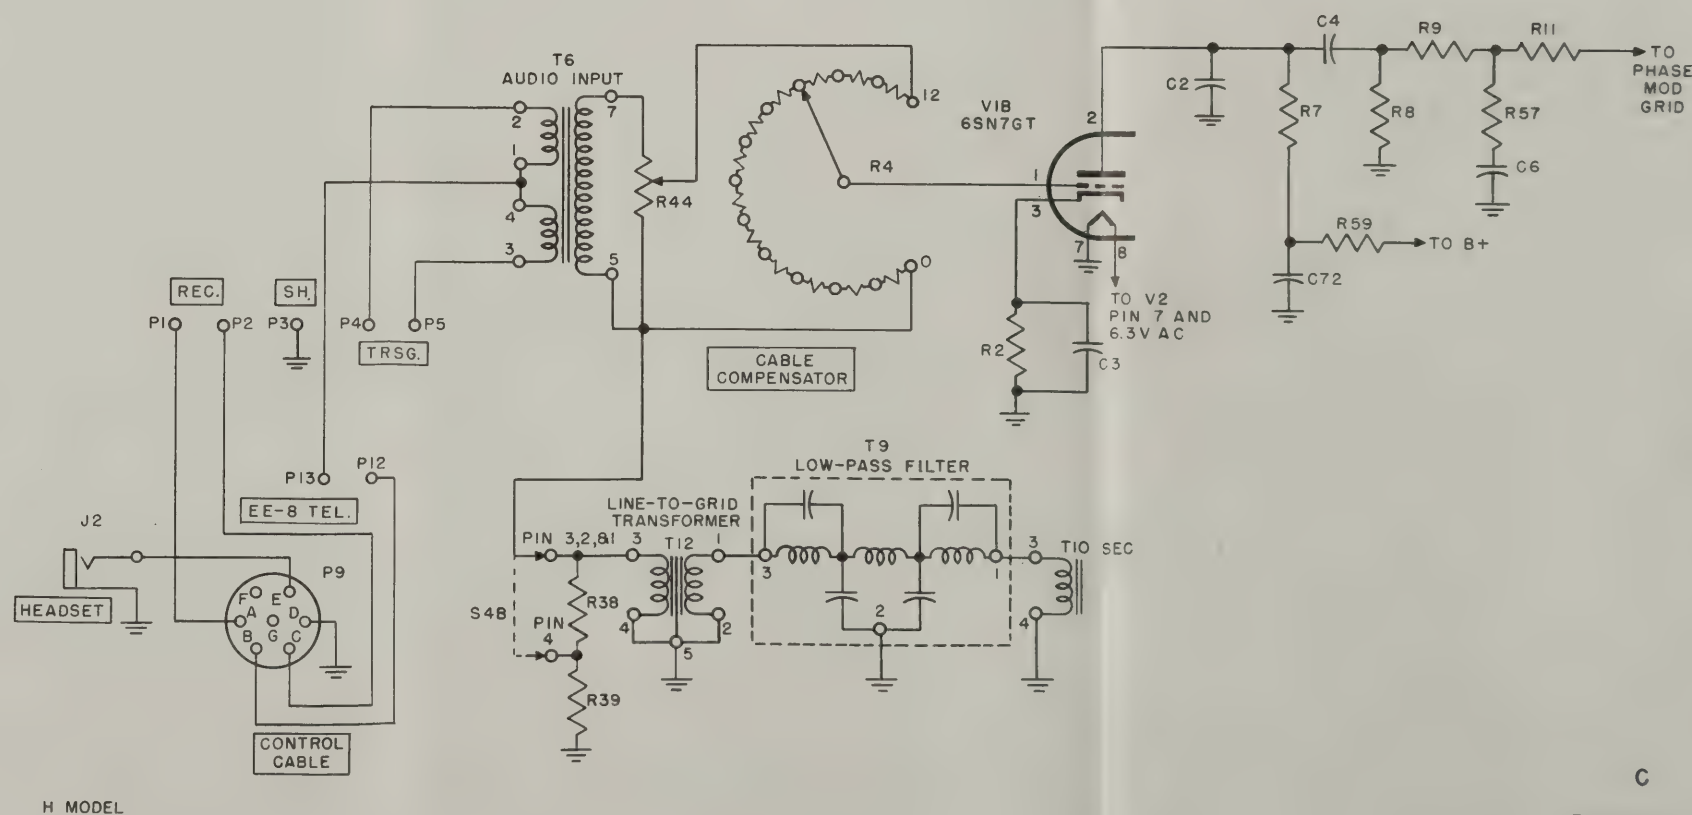 C4
R9
R11
TO
PHASE
MOD
GRID
T6
AUDIO INPUT
2
7
1
4
3
5
R44
12
R4
0
CABLE
COMPENSATOR
V1B
6SN7GT
2
1
3
7
8
TO V2
PIN 7 AND
6.3V AC
C2
R7
R8
R57
C6
R59
TO B+
C72
R2
C3
REC.
SH.
P1
P2
P3
P4
P5
TRSG.
P13
P12
EE-8 TEL.
J2
HEADSET
P9
F
E
A
D
B
G
C
CONTROL
CABLE
S4B
PIN 3,2,&1
PIN
4
R38
R39
LINE-TO-GRID
TRANSFORMER
T12
3
1
4
2
5
T9
LOW-PASS FILTER
3
1
2
3
T10 SEC
4
C
H MODEL